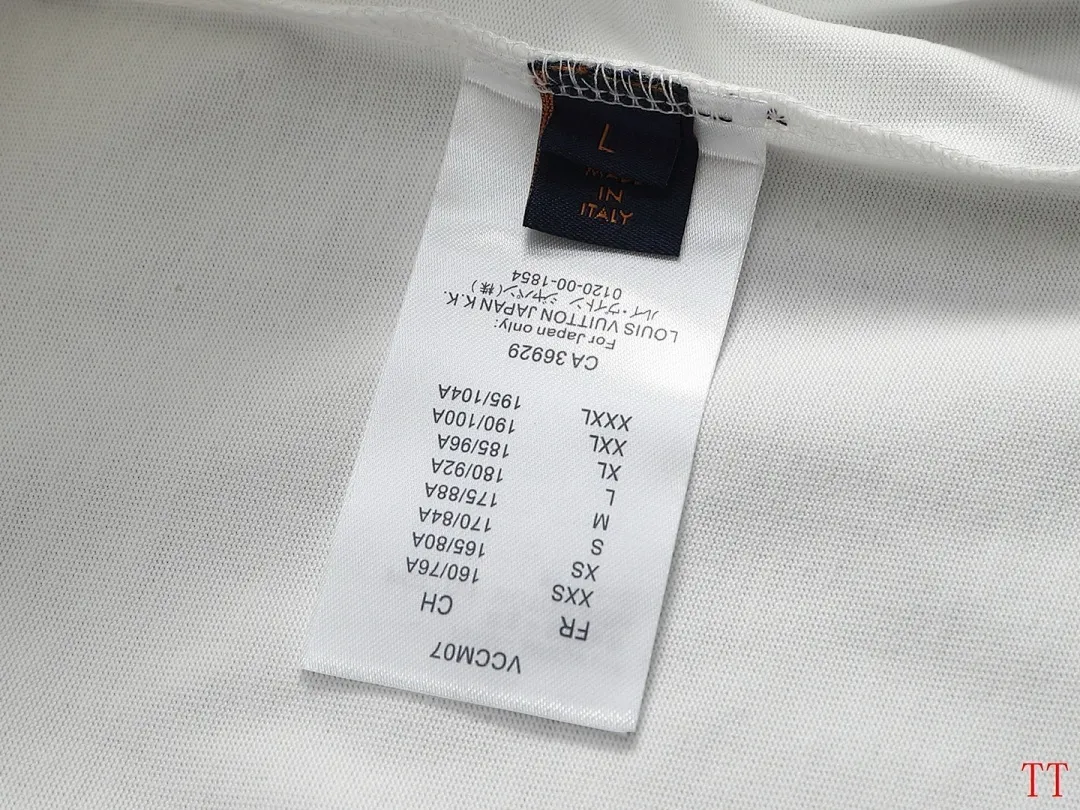 L
MADE
IN
ITALY
VCCM07
FR CH
XXS 160/76A
XS 165/80A
S 170/84A
M 175/88A
L 180/92A
XL 185/96A
XXL 190/100A
XXXL 195/104A
CA 36929
For Japan only:
LOUIS VUITTON JAPAN K.K.
ルイ・ヴィトン ジャパン(株)
0120-00-1854
TT